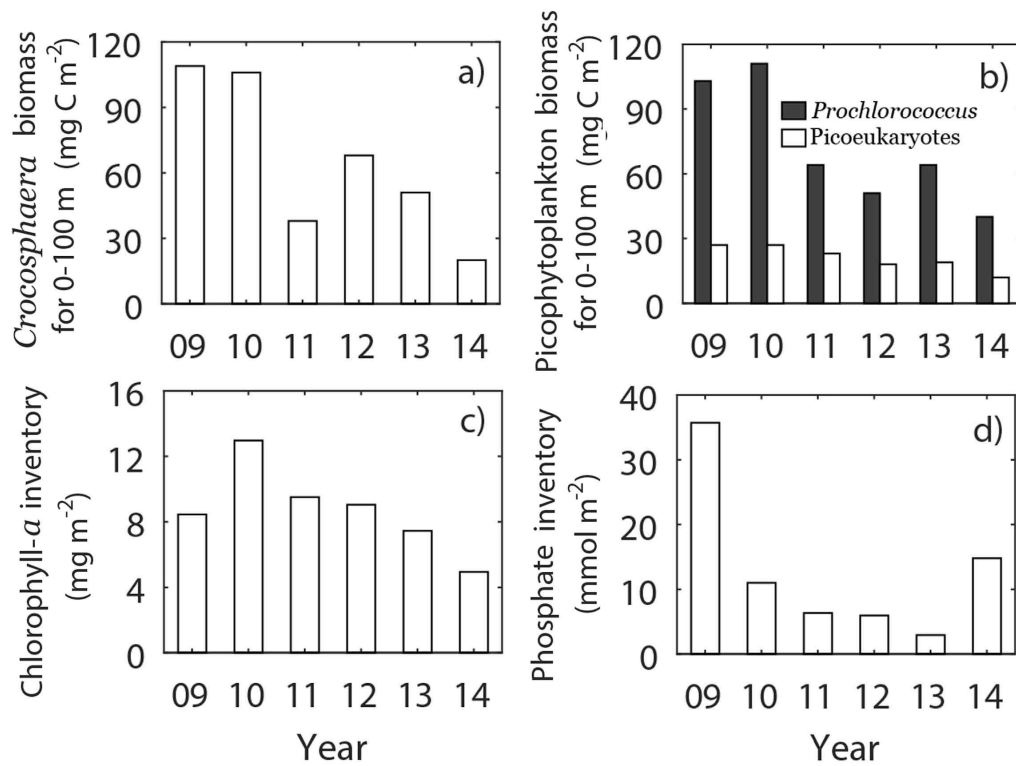 Crocosphaera biomass
for 0-100 m (mg C m-2)
120
90
60
30
0
a)
09 10 11 12 13 14
Picophytoplankton biomass
for 0-100 m (mg C m-2)
120
90
60
30
0
b)
Prochlorococcus
Picoeukaryotes
09 10 11 12 13 14
Chlorophyll-a inventory
(mg m-2)
16
12
8
4
0
c)
09 10 11 12 13 14
Year
Phosphate inventory
(mmol m-2)
40
30
20
10
0
d)
09 10 11 12 13 14
Year